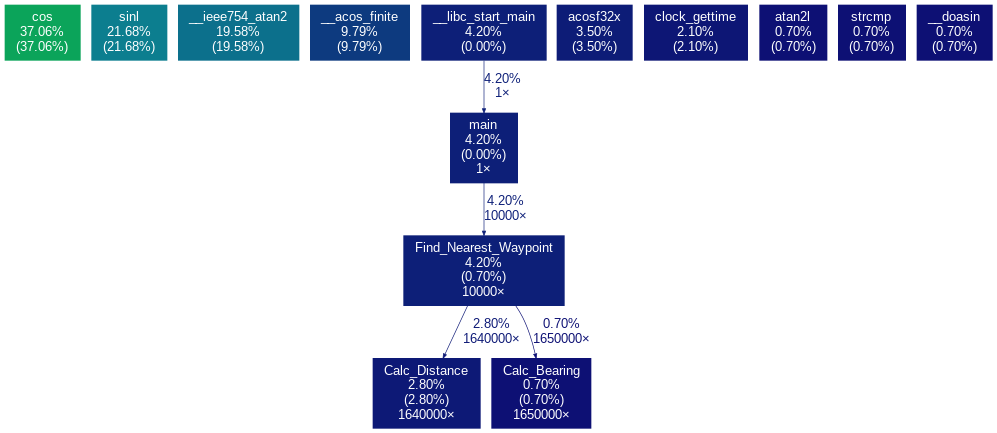 cos
37.06%
(37.06%)
sinl
21.68%
(21.68%)
__ieee754_atan2
19.58%
(19.58%)
__acos_finite
9.79%
(9.79%)
__libc_start_main
4.20%
(0.00%)
acosf32x
3.50%
(3.50%)
clock_gettime
2.10%
(2.10%)
atan2l
0.70%
(0.70%)
strcmp
0.70%
(0.70%)
__doasin
0.70%
(0.70%)
4.20%
1×
main
4.20%
(0.00%)
1×
4.20%
10000×
Find_Nearest_Waypoint
4.20%
(0.70%)
10000×
2.80%
1640000×
0.70%
1650000×
Calc_Distance
2.80%
(2.80%)
1640000×
Calc_Bearing
0.70%
(0.70%)
1650000×